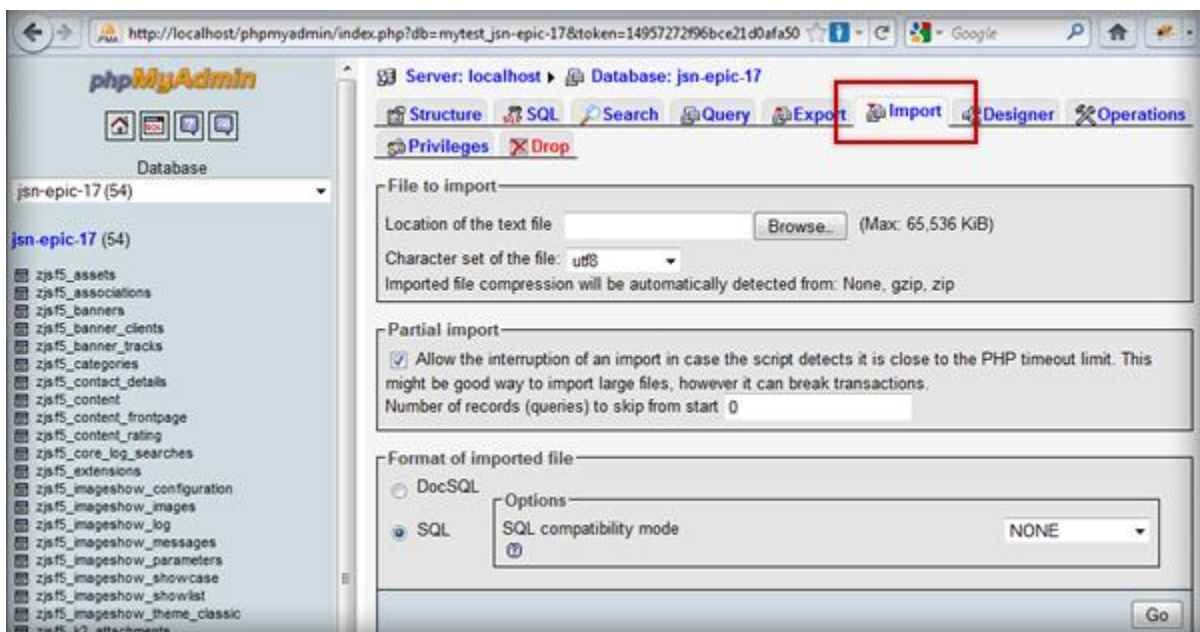 http://localhost/phpmyadmin/index.php?db=mytest_jsn-epic-17&token=14957272f96bce21d0afa50
Google
phpMyAdmin
Database
jsn-epic-17 (54)
jsn-epic-17 (54)
zjsf5_assets
zjsf5_associations
zjsf5_banners
zjsf5_banner_clients
zjsf5_banner_tracks
zjsf5_categories
zjsf5_contact_details
zjsf5_content
zjsf5_content_frontpage
zjsf5_content_rating
zjsf5_core_log_searches
zjsf5_extensions
zjsf5_imageshow_configuration
zjsf5_imageshow_images
zjsf5_imageshow_log
zjsf5_imageshow_messages
zjsf5_imageshow_parameters
zjsf5_imageshow_showcase
zjsf5_imageshow_showlist
zjsf5_imageshow_theme_classic
zjsf5_k2_attachments
Server: localhost Database: jsn-epic-17
Structure SQL Search Query Export Import Designer Operations
Privileges Drop
File to import
Location of the text file Browse... (Max: 65,536 KiB)
Character set of the file: utf8
Imported file compression will be automatically detected from: None, gzip, zip
Partial import
Allow the interruption of an import in case the script detects it is close to the PHP timeout limit. This
might be good way to import large files, however it can break transactions.
Number of records (queries) to skip from start 0
Format of imported file
DocSQL
Options
SQL SQL compatibility mode NONE
Go